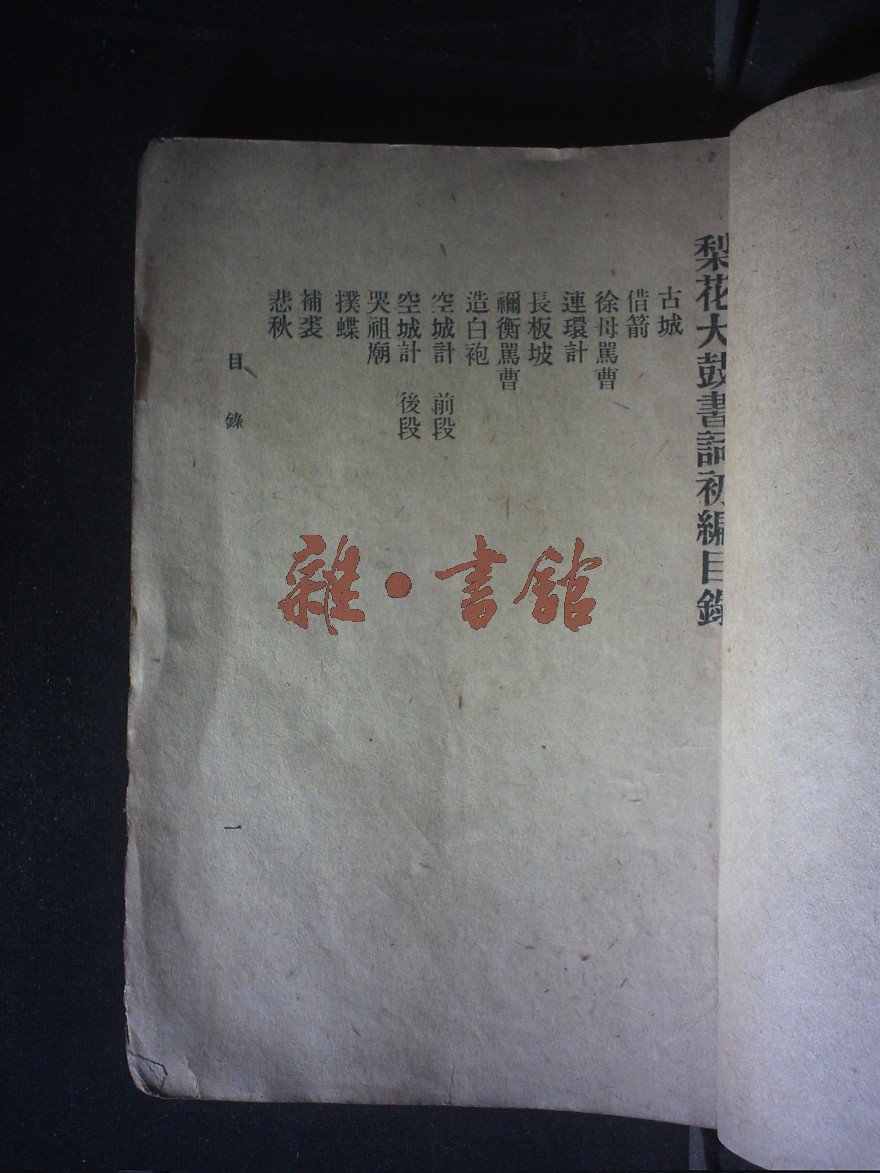 梨花大鼓書詞初編目錄
古城
借箭
徐母罵曹
連環計
長板坡
禰衡罵曹
造白袍
空城計　前段
空城計　後段
哭祖廟
撲蝶
補裘
悲秋
目錄
一
雜·書館